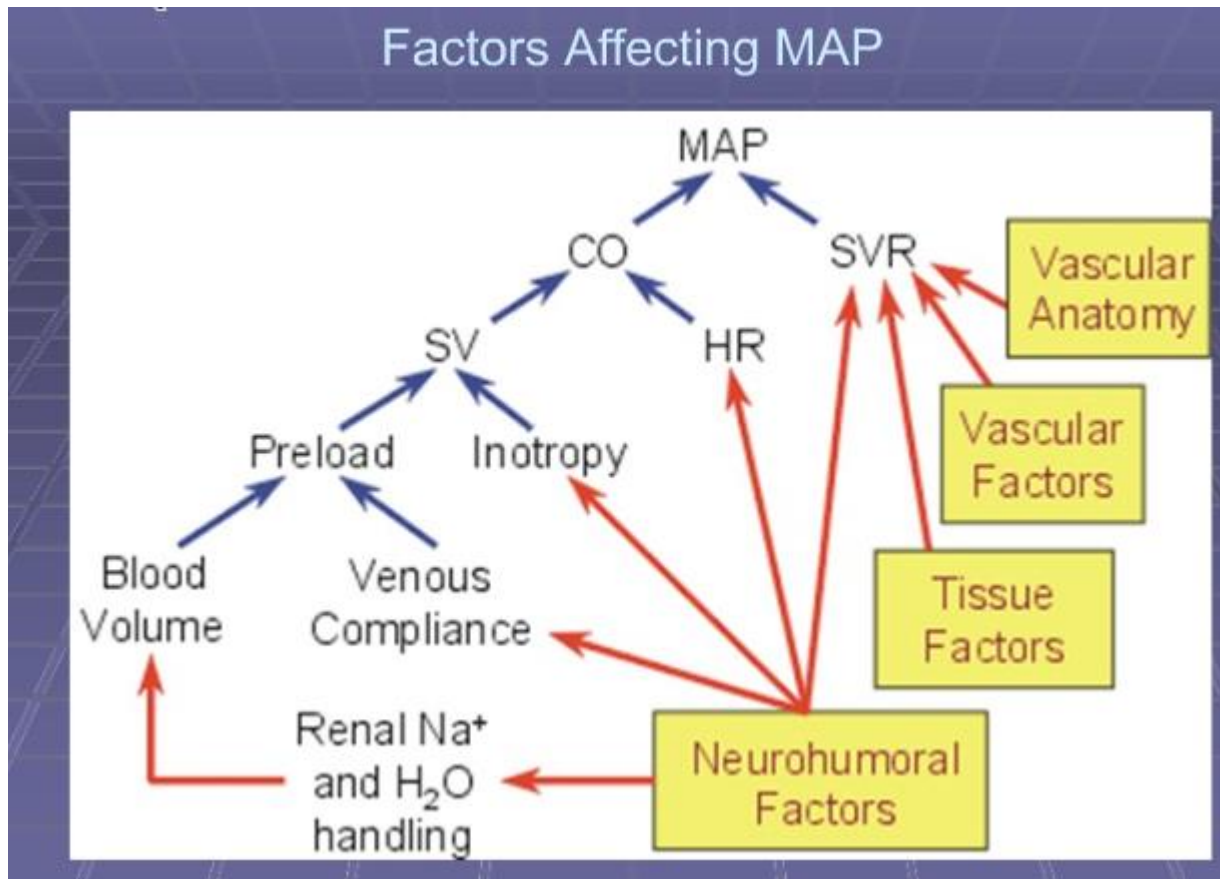 Factors Affecting MAP
MAP
CO
SVR
Vascular
Anatomy
SV
HR
Vascular
Factors
Preload
Inotropy
Blood
Volume
Venous
Compliance
Tissue
Factors
Renal Na⁺
and H₂O
handling
Neurohumoral
Factors